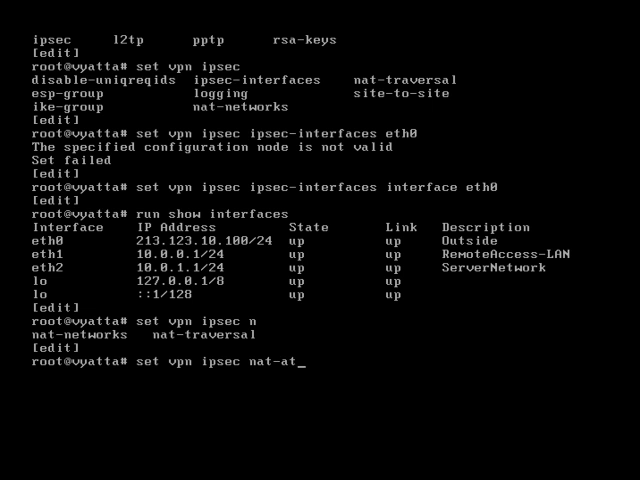 ipsec l2tp pptp rsa-keys
[edit]
root@vyatta# set vpn ipsec
disable-uniqreqids ipsec-interfaces nat-traversal
esp-group logging site-to-site
ike-group nat-networks
[edit]
root@vyatta# set vpn ipsec ipsec-interfaces eth0
The specified configuration node is not valid
Set failed
[edit]
root@vyatta# set vpn ipsec ipsec-interfaces interface eth0
[edit]
root@vyatta# run show interfaces
Interface IP Address State Link Description
eth0 213.123.10.100/24 up up Outside
eth1 10.0.0.1/24 up up RemoteAccess-LAN
eth2 10.0.1.1/24 up up ServerNetwork
lo 127.0.0.1/8 up up
lo ::1/128 up up
[edit]
root@vyatta# set vpn ipsec n
nat-networks nat-traversal
[edit]
root@vyatta# set vpn ipsec nat-at_